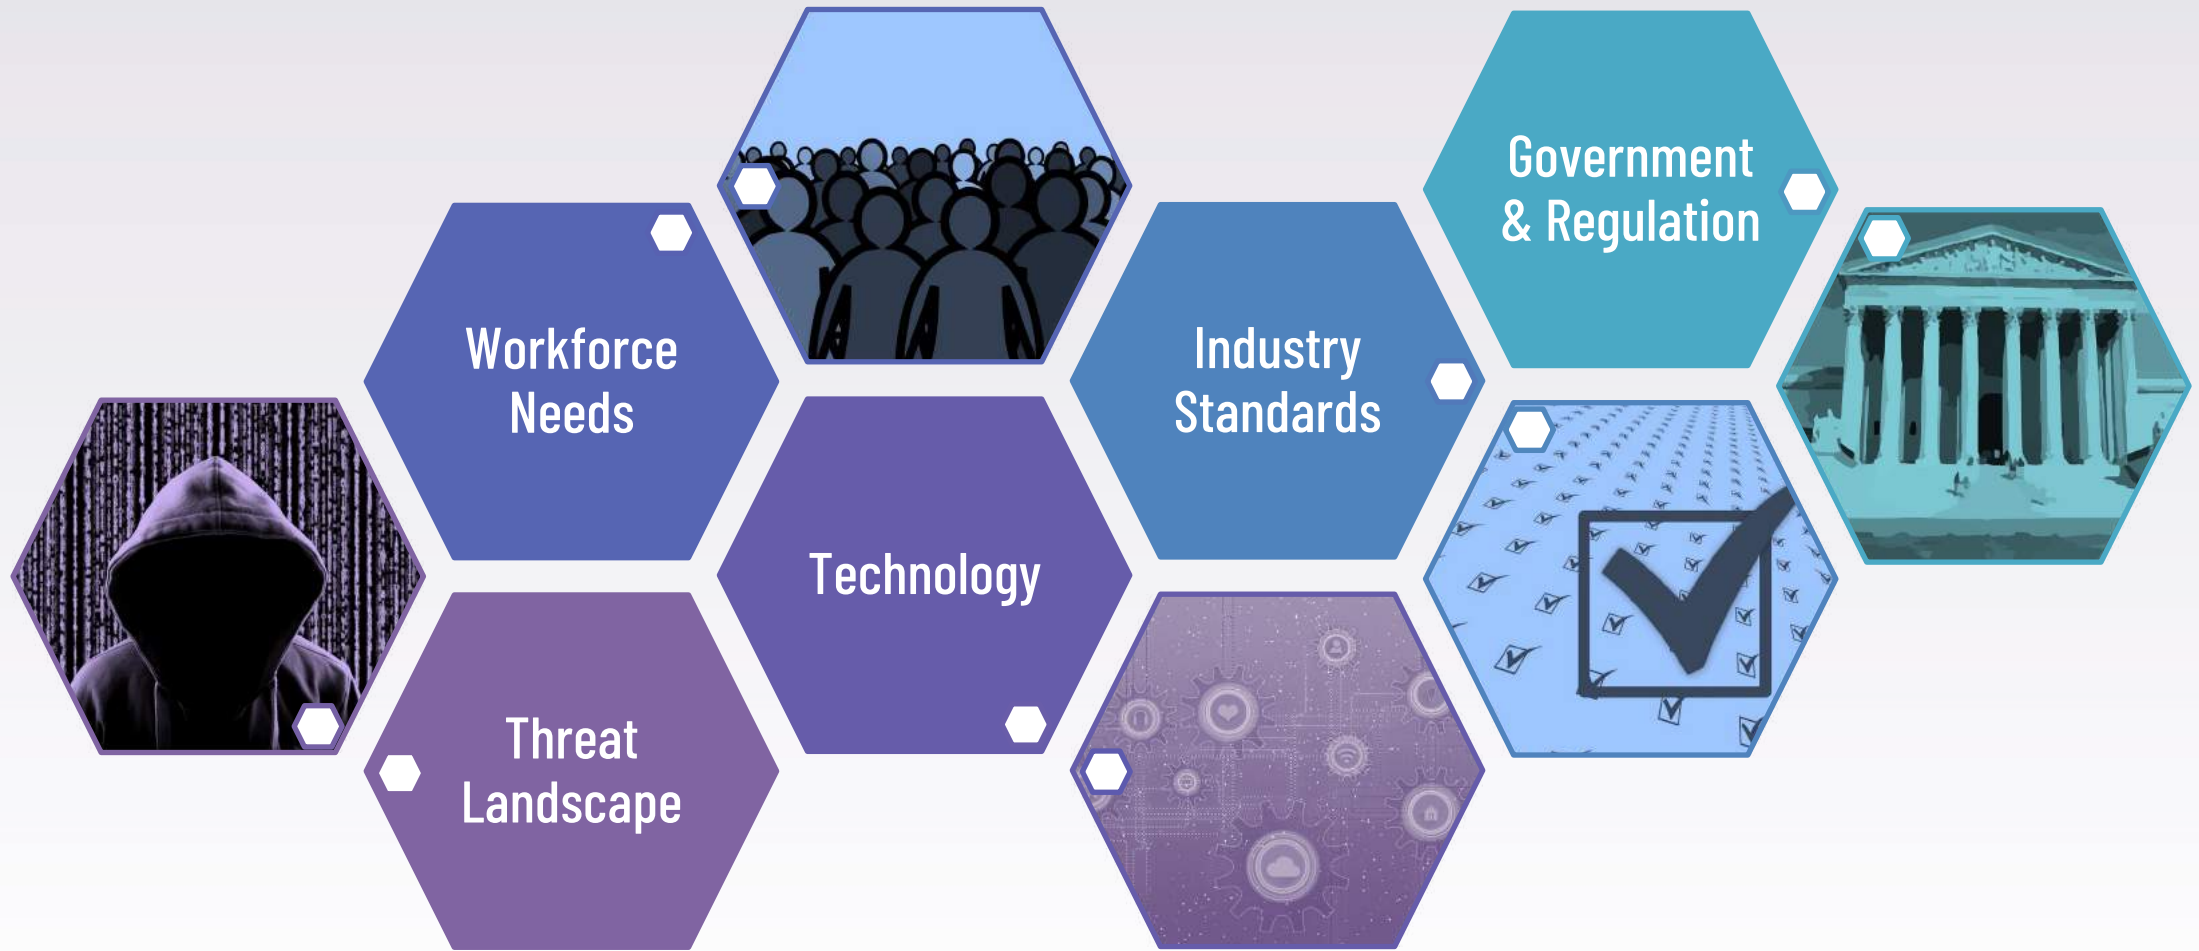 Workforce
Needs
Threat
Landscape
Technology
Industry
Standards
Government
& Regulation